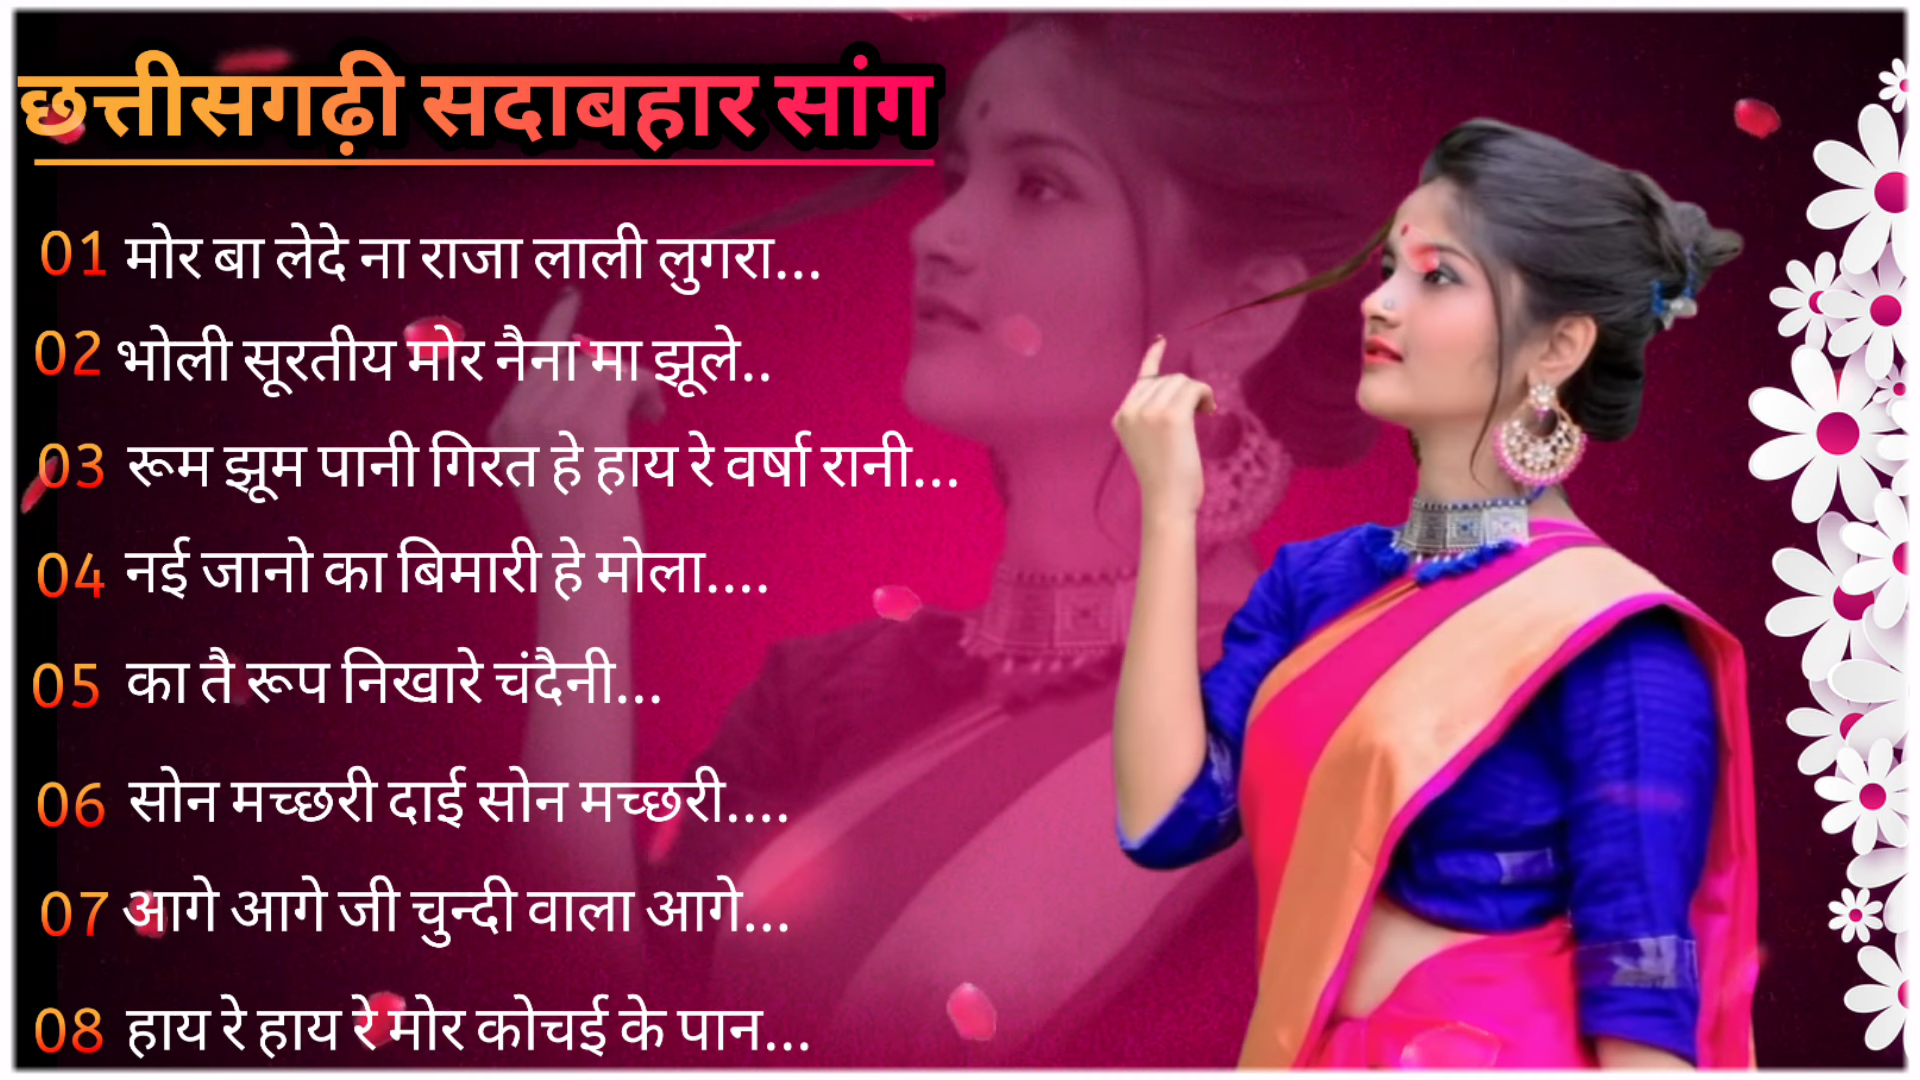 छत्तीसगढ़ी सदाबहार सांग
01 मोर बा लेदे ना राजा लाली लुगरा...
02 भोली सूरतीय मोर नैना मा झूले..
03 रूम झूम पानी गिरत हे हाय रे वर्षा रानी...
04 नई जानो का बिमारी हे मोला....
05 का तै रूप निखारे चंदैनी...
06 सोन मच्छरी दाई सोन मच्छरी....
07 आगे आगे जी चुन्दी वाला आगे...
08 हाय रे हाय रे मोर कोचई के पान...